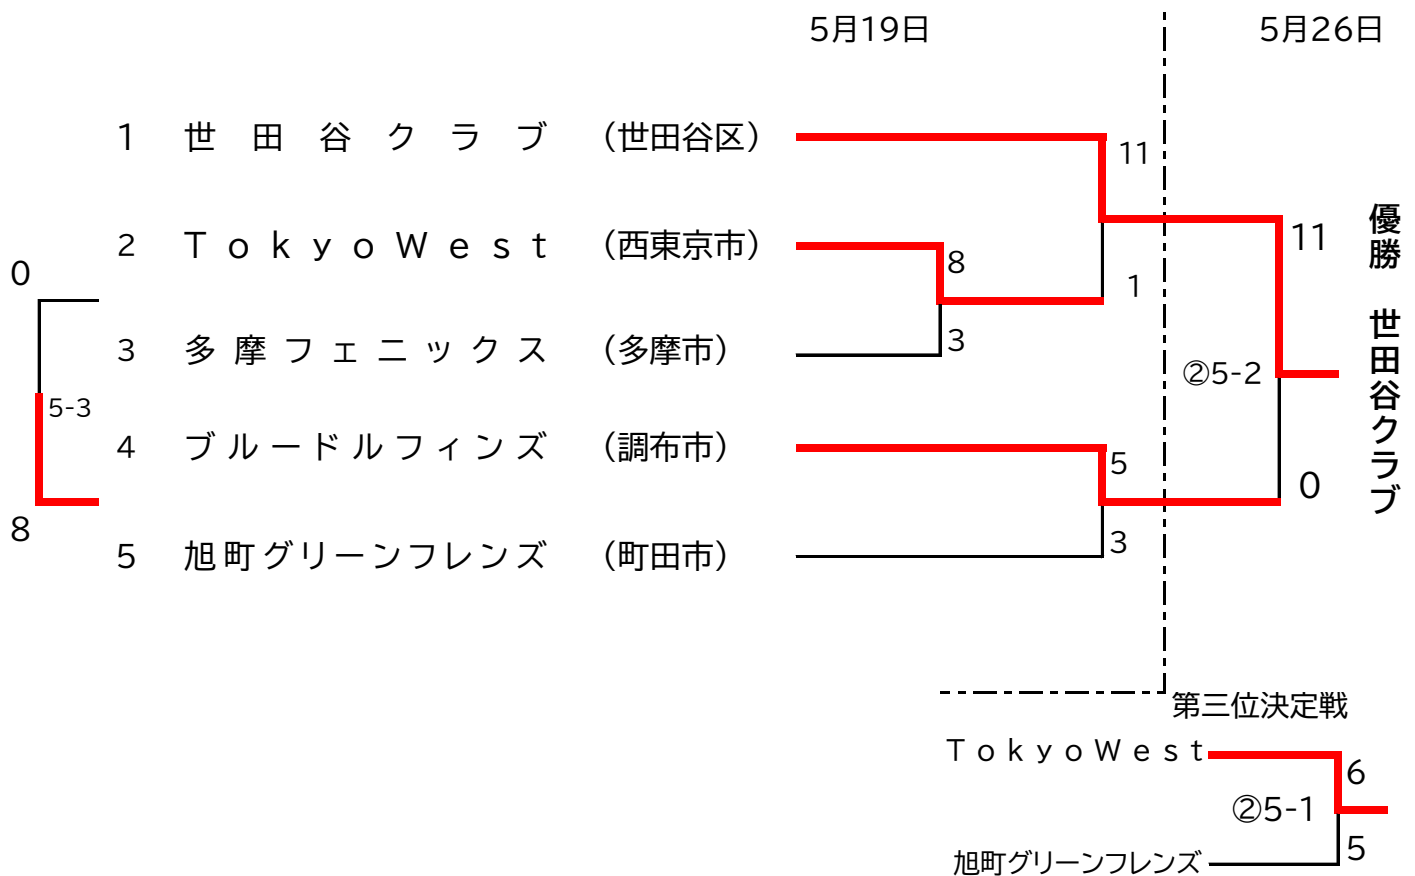 5月19日 5月26日
1 世田谷クラブ （世田谷区）
11
2 TokyoWest （西東京市）
11
0
8
1
3 多摩フェニックス （多摩市）
3
②5-2
5-3
4 ブルードルフィンズ （調布市）
5
0
8
5 旭町グリーンフレンズ （町田市）
3
優勝 世田谷クラブ
第三位決定戦
TokyoWest
6
②5-1
旭町グリーンフレンズ
5